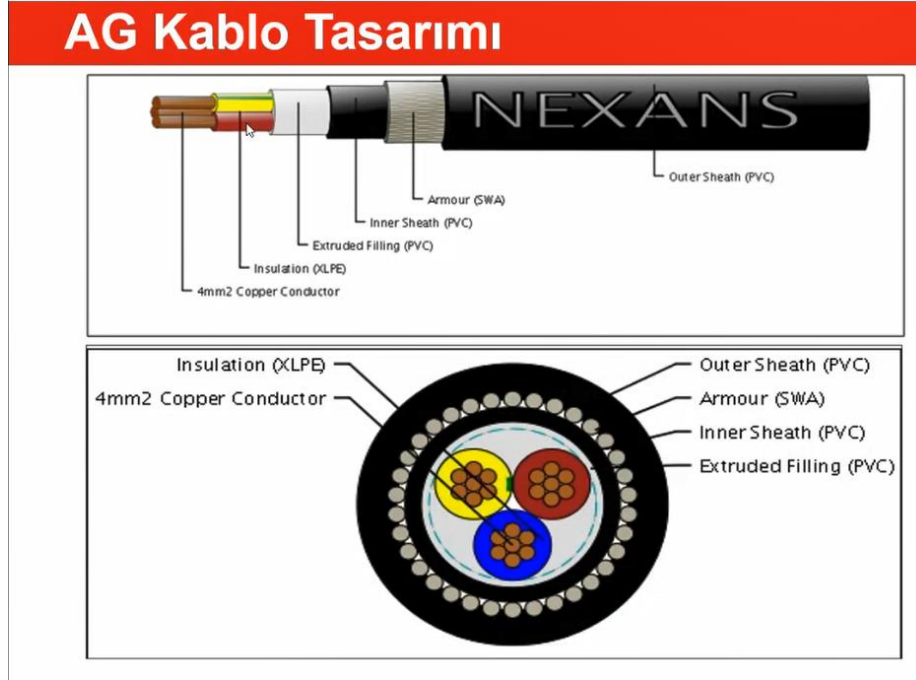 AG Kablo Tasarımı
NEXANS
Outer Sheath (PVC)
Armour (SWA)
Inner Sheath (PVC)
Extruded Filling (PVC)
Insulation (XLPE)
4mm2 Copper Conductor
Insulation (XLPE)
4mm2 Copper Conductor
Outer Sheath (PVC)
Armour (SWA)
Inner Sheath (PVC)
Extruded Filling (PVC)